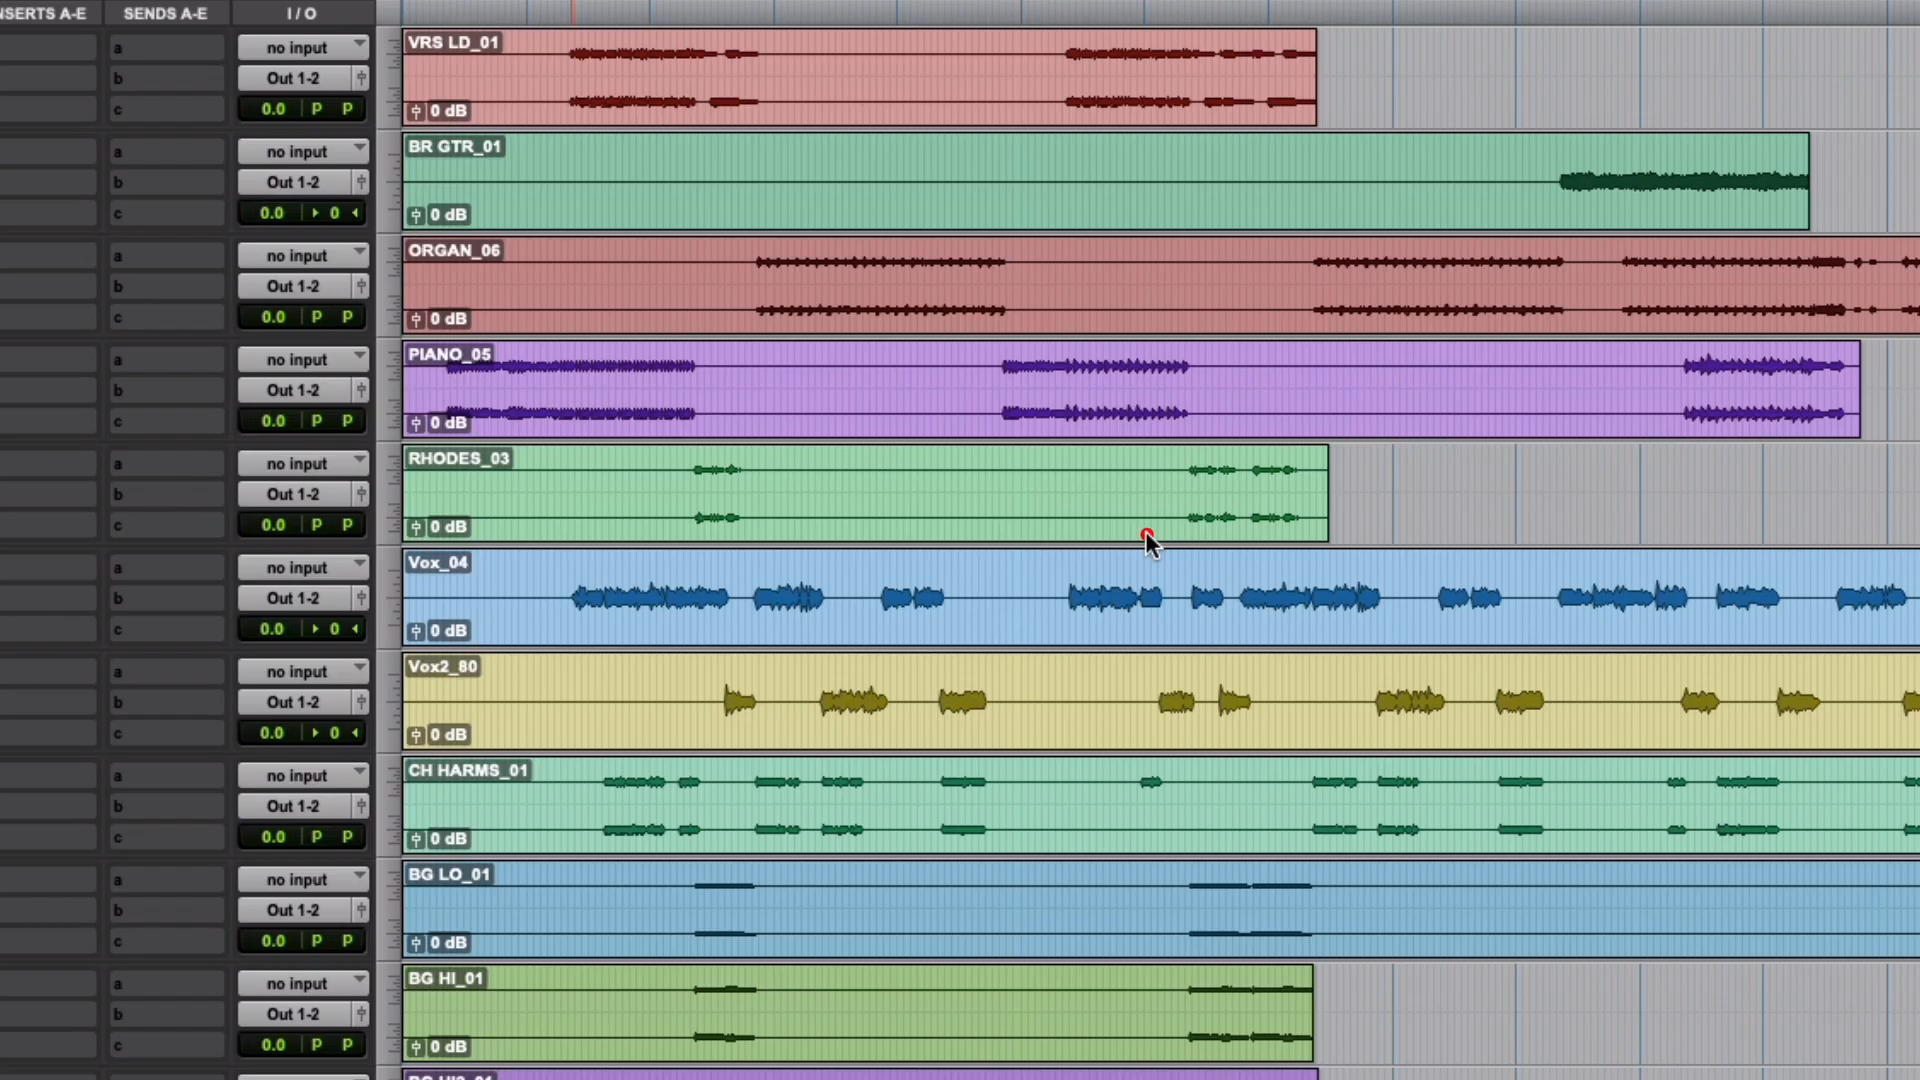 NSERTS A-E SENDS A-E I / O
VRS LD_01
a no input
b Out 1-2
c 0.0 P P
0 dB
BR GTR_01
a no input
b Out 1-2
c 0.0 0
0 dB
ORGAN_06
a no input
b Out 1-2
c 0.0 P P
0 dB
PIANO_05
a no input
b Out 1-2
c 0.0 P P
0 dB
RHODES_03
a no input
b Out 1-2
c 0.0 P P
0 dB
Vox_04
a no input
b Out 1-2
c 0.0 0
0 dB
Vox2_80
a no input
b Out 1-2
c 0.0 0
0 dB
CH HARMS_01
a no input
b Out 1-2
c 0.0 P P
0 dB
BG LO_01
a no input
b Out 1-2
c 0.0 P P
0 dB
BG HI_01
a no input
b Out 1-2
c 0.0 P P
0 dB